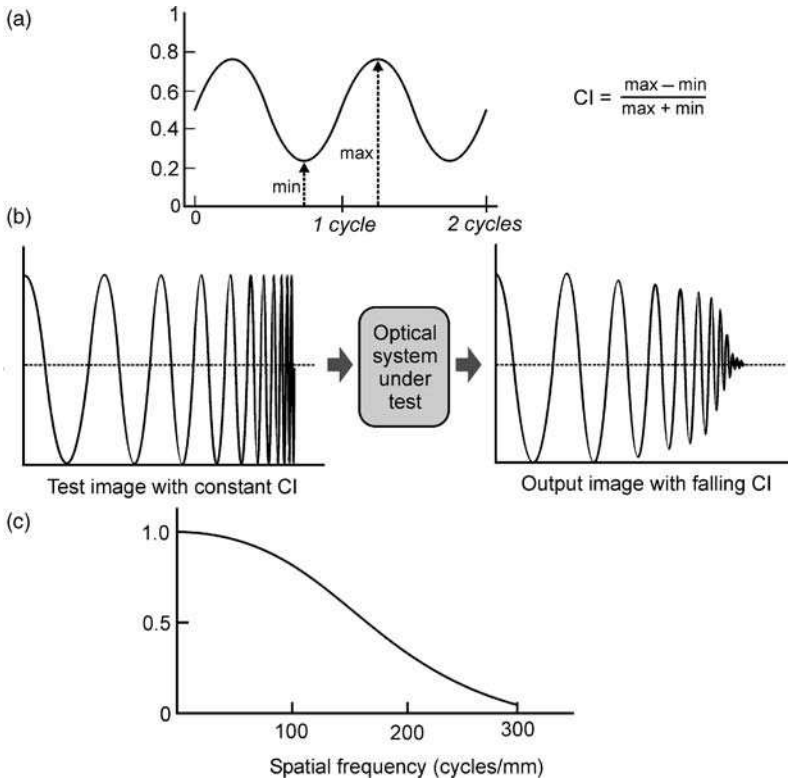 (a)
1
0.8
0.6
0.4
0.2
0
min
max
0
1 cycle
2 cycles
CI = max – min
max + min
(b)
Optical
system
under
test
Test image with constant CI
Output image with falling CI
(c)
1.0
0.5
100
200
300
Spatial frequency (cycles/mm)